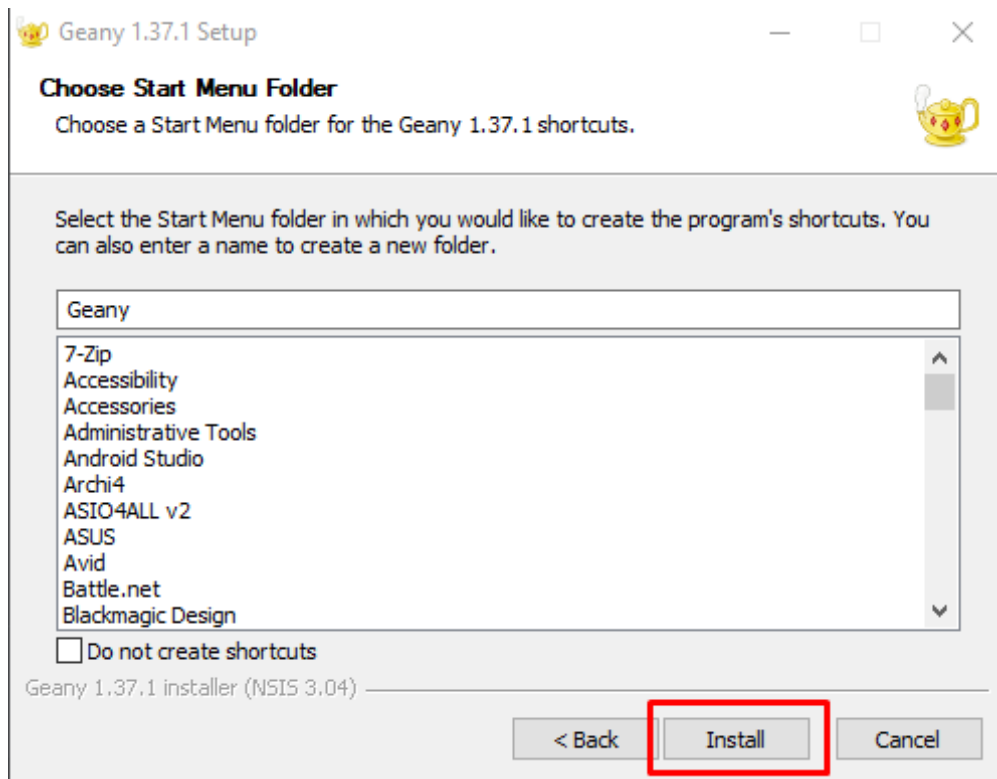 Geany 1.37.1 Setup
Choose Start Menu Folder
Choose a Start Menu folder for the Geany 1.37.1 shortcuts.
Select the Start Menu folder in which you would like to create the program's shortcuts. You
can also enter a name to create a new folder.
Geany
7-Zip
Accessibility
Accessories
Administrative Tools
Android Studio
Archi4
ASIO4ALL v2
ASUS
Avid
Battle.net
Blackmagic Design
Do not create shortcuts
Geany 1.37.1 installer (NSIS 3.04)
< Back Install Cancel